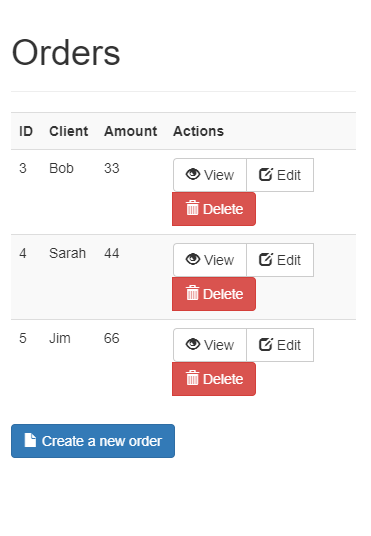 Orders
ID Client Amount Actions
3 Bob 33 View Edit
Delete
4 Sarah 44 View Edit
Delete
5 Jim 66 View Edit
Delete
Create a new order